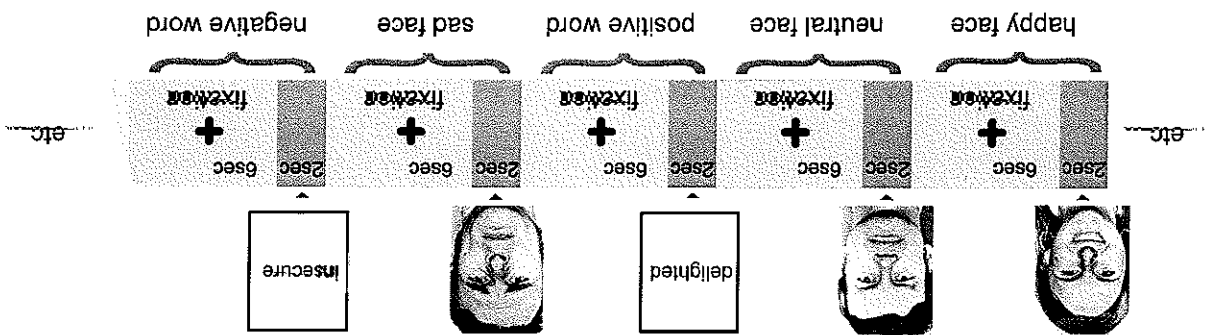 delighted insecure
2sec 6sec 2sec 6sec 2sec 6sec 2sec 6sec 2sec 6sec
etc + + + + + etc
fixation fixation fixation fixation fixation
happy face neutral face positive word sad face negative word